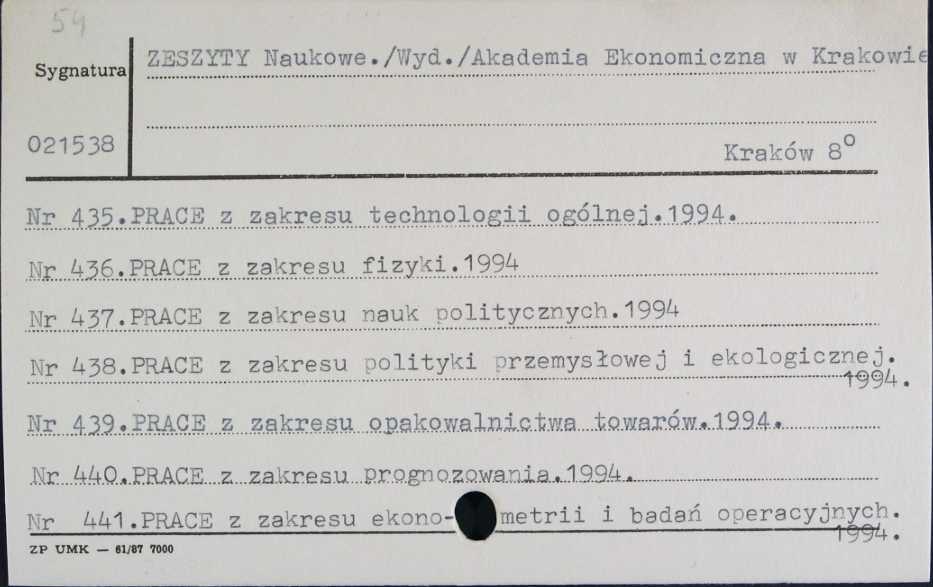 54
ZESZYTY Naukowe./Wyd./Akademia Ekonomiczna w Krakowie
Sygnatura
021538
Kraków 8°
Nr 435.PRACE z zakresu technologii ogólnej.1994.
Nr 436.PRACE z zakresu fizyki.1994
Nr 437.PRACE z zakresu nauk politycznych.1994
Nr 438.PRACE z zakresu polityki przemysłowej i ekologicznej.
1994.
Nr 439.PRACE z zakresu opakowalnictwa towarów.1994.
Nr 440.PRACE z zakresu prognozowania.1994.
Nr 441.PRACE z zakresu ekono- metrii i badań operacyjnych.
1994.
ZP UMK — 61/87 7000